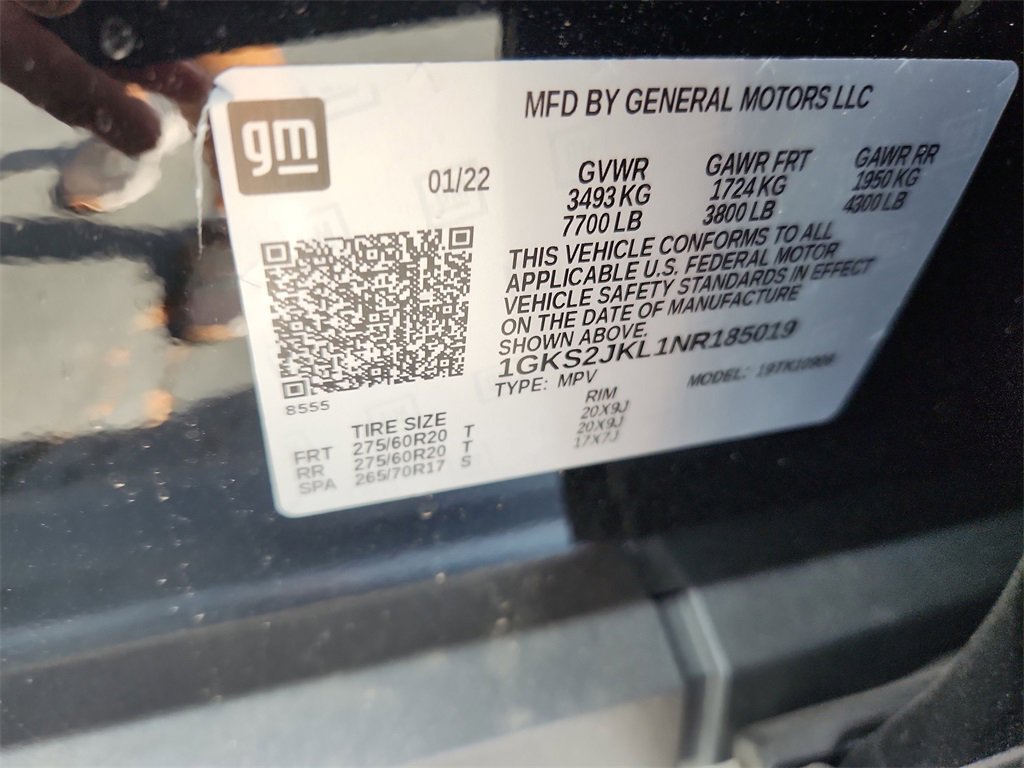 gm
MFD BY GENERAL MOTORS LLC
01/22
GVWR GAWR FRT GAWR RR
3493 KG 1724 KG 1950 KG
7700 LB 3800 LB 4300 LB
THIS VEHICLE CONFORMS TO ALL
APPLICABLE U.S. FEDERAL MOTOR
VEHICLE SAFETY STANDARDS IN EFFECT
ON THE DATE OF MANUFACTURE
SHOWN ABOVE.
1GKS2JKL1NR185019
TYPE: MPV MODEL:
8555
TIRE SIZE RIM
FRT 275/60R20 T 20X9J
RR 275/60R20 T 20X9J
SPA 265/70R17 S 17X7J